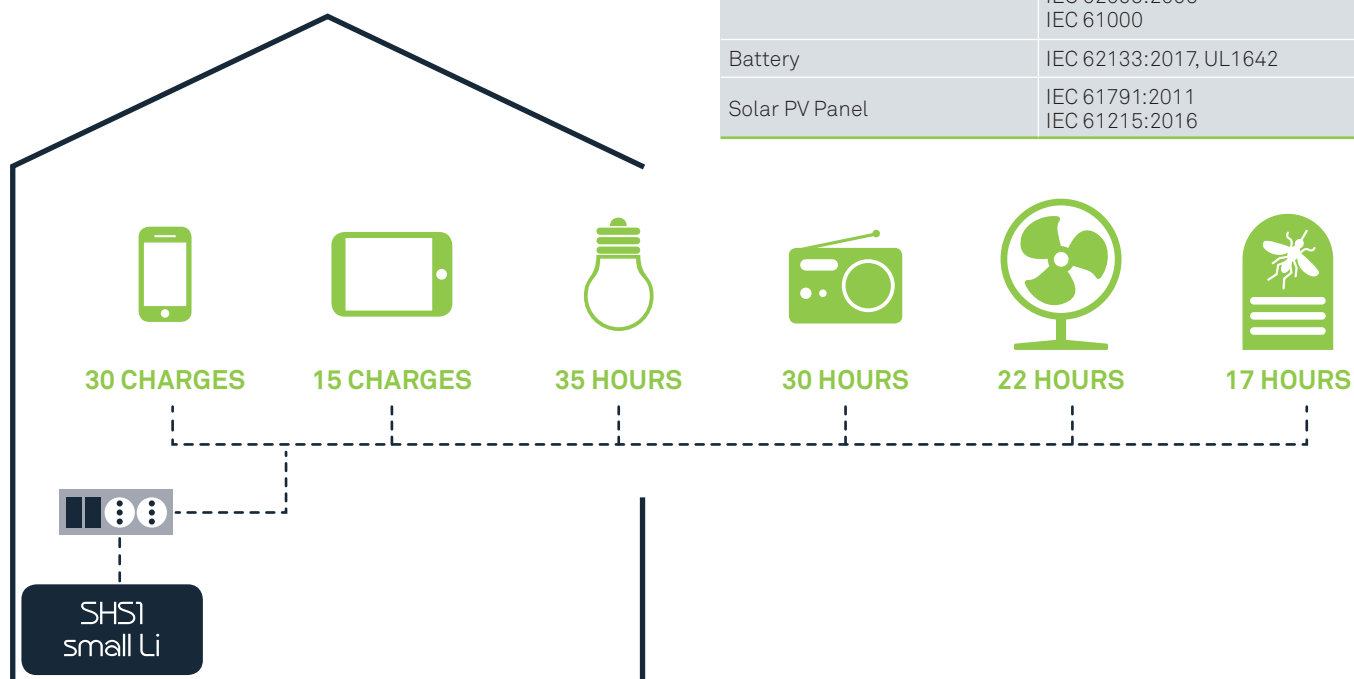 IEC 61000
Battery
IEC 62133:2017, UL1642
Solar PV Panel
IEC 61791:2011
IEC 61215:2016
30 CHARGES
15 CHARGES
35 HOURS
30 HOURS
22 HOURS
17 HOURS
SHS1
small Li